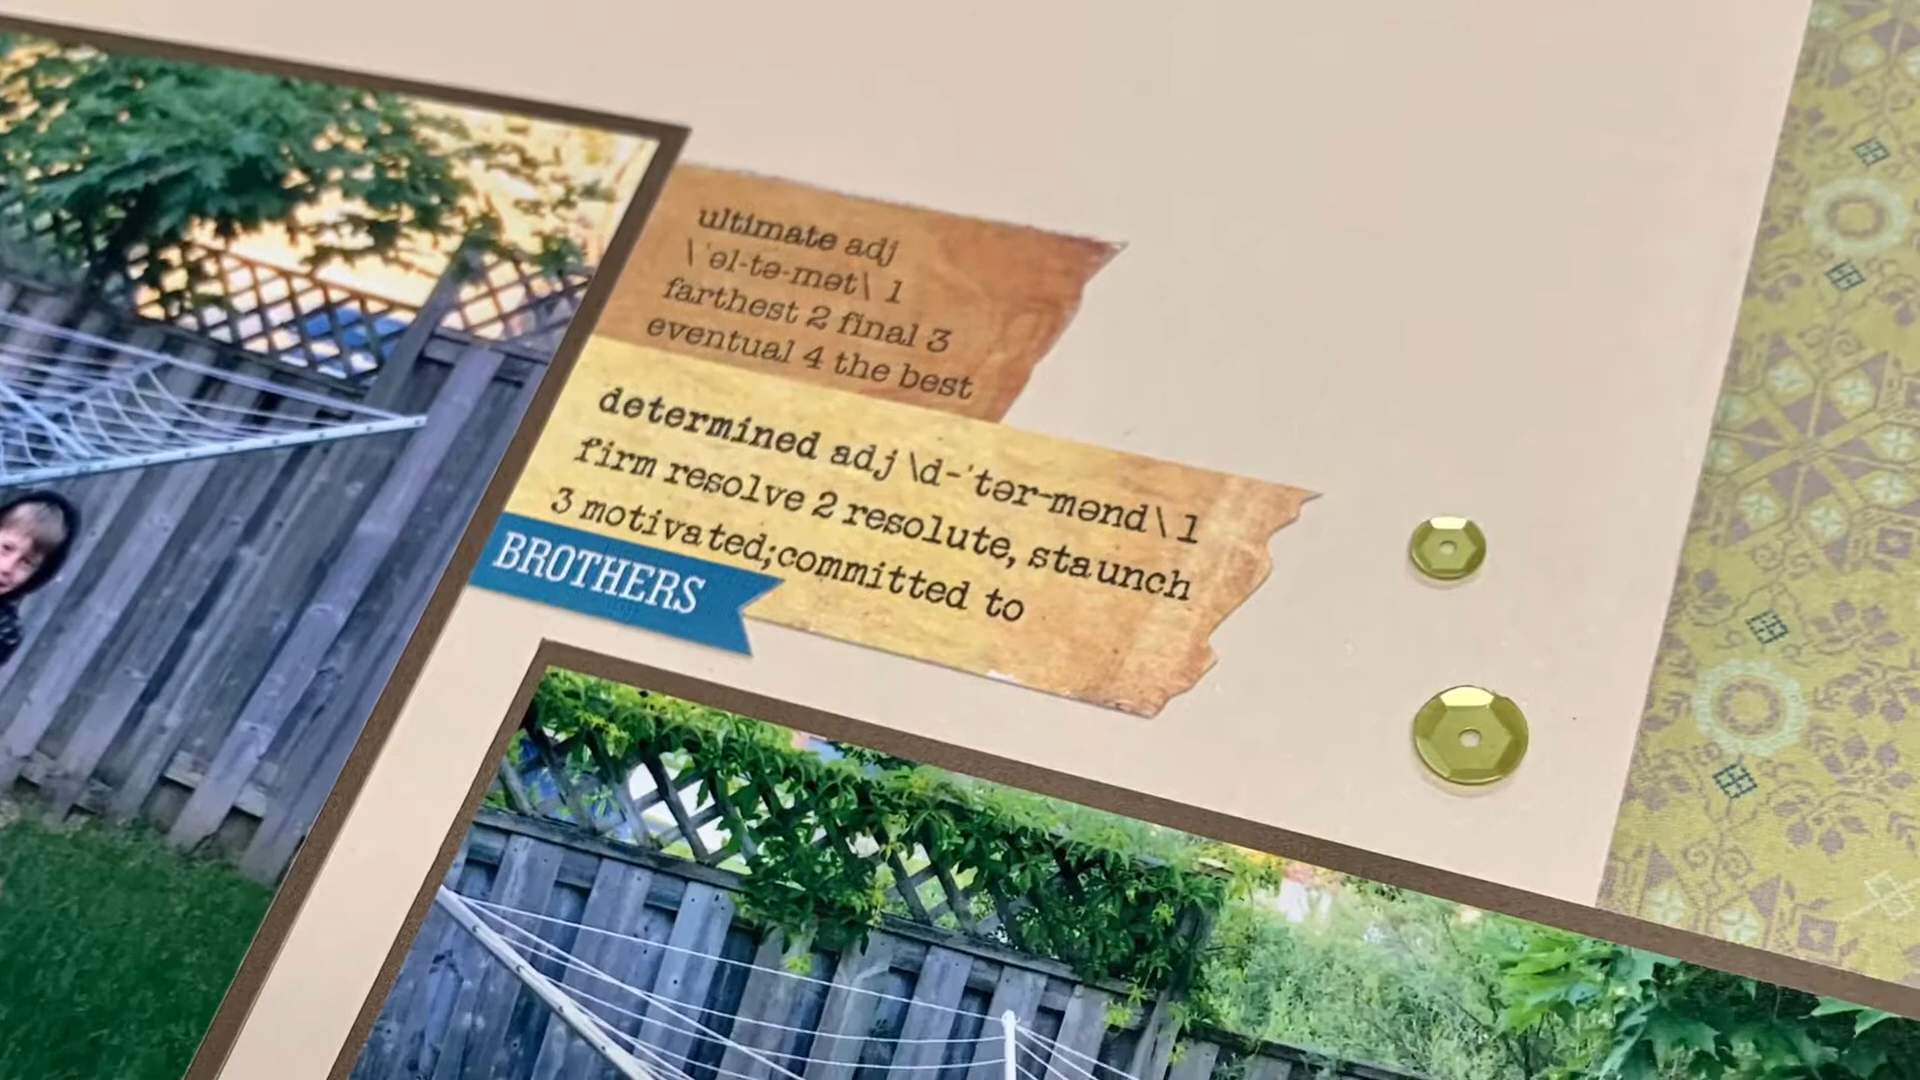 ultimate adj
\ˈəl-tə-mət\ 1
farthest 2 final 3
eventual 4 the best
determined adj \d-ˈtər-mənd\ 1
firm resolve 2 resolute, staunch
3 motivated;committed to
BROTHERS